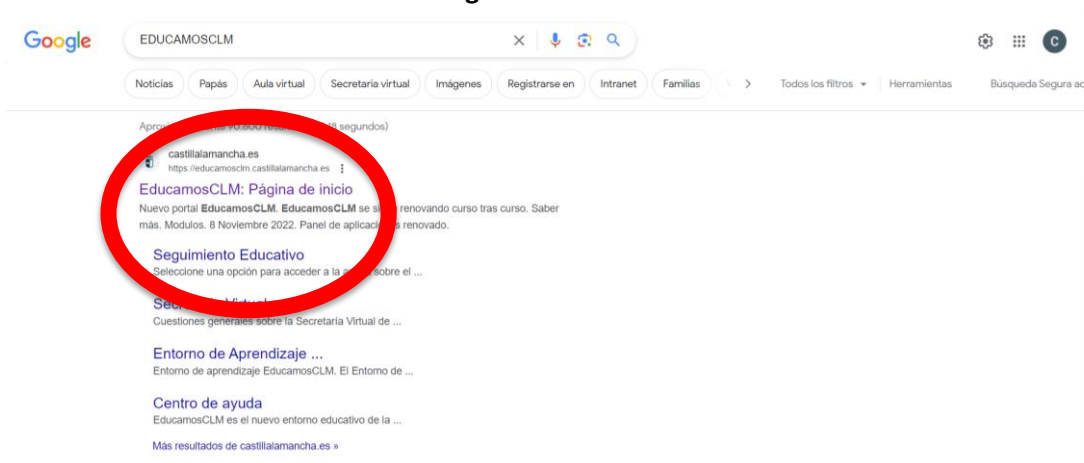 Google EDUCAMOSCLM C
Noticias Papás Aula virtual Secretaria virtual Imágenes Registrarse en Intranet Familias Todos los filtros Herramientas Búsqueda Segura
segundos)
castillalamancha.es
https://educamosclm.castillalamancha.es
EducamosCLM: Página de inicio
Nuevo portal EducamosCLM. EducamosCLM se renovando curso tras curso. Saber
más. Modulos. 8 Noviembre 2022. Panel de renovado.
Seguimiento Educativo
Seleccione una opción para acceder a la sobre el ...
Cuestiones generales sobre la Secretaría Virtual de ...
Entorno de Aprendizaje ...
Entorno de aprendizaje EducamosCLM. El Entorno de ...
Centro de ayuda
EducamosCLM es el nuevo entorno educativo de la ...
Más resultados de castillalamancha.es »